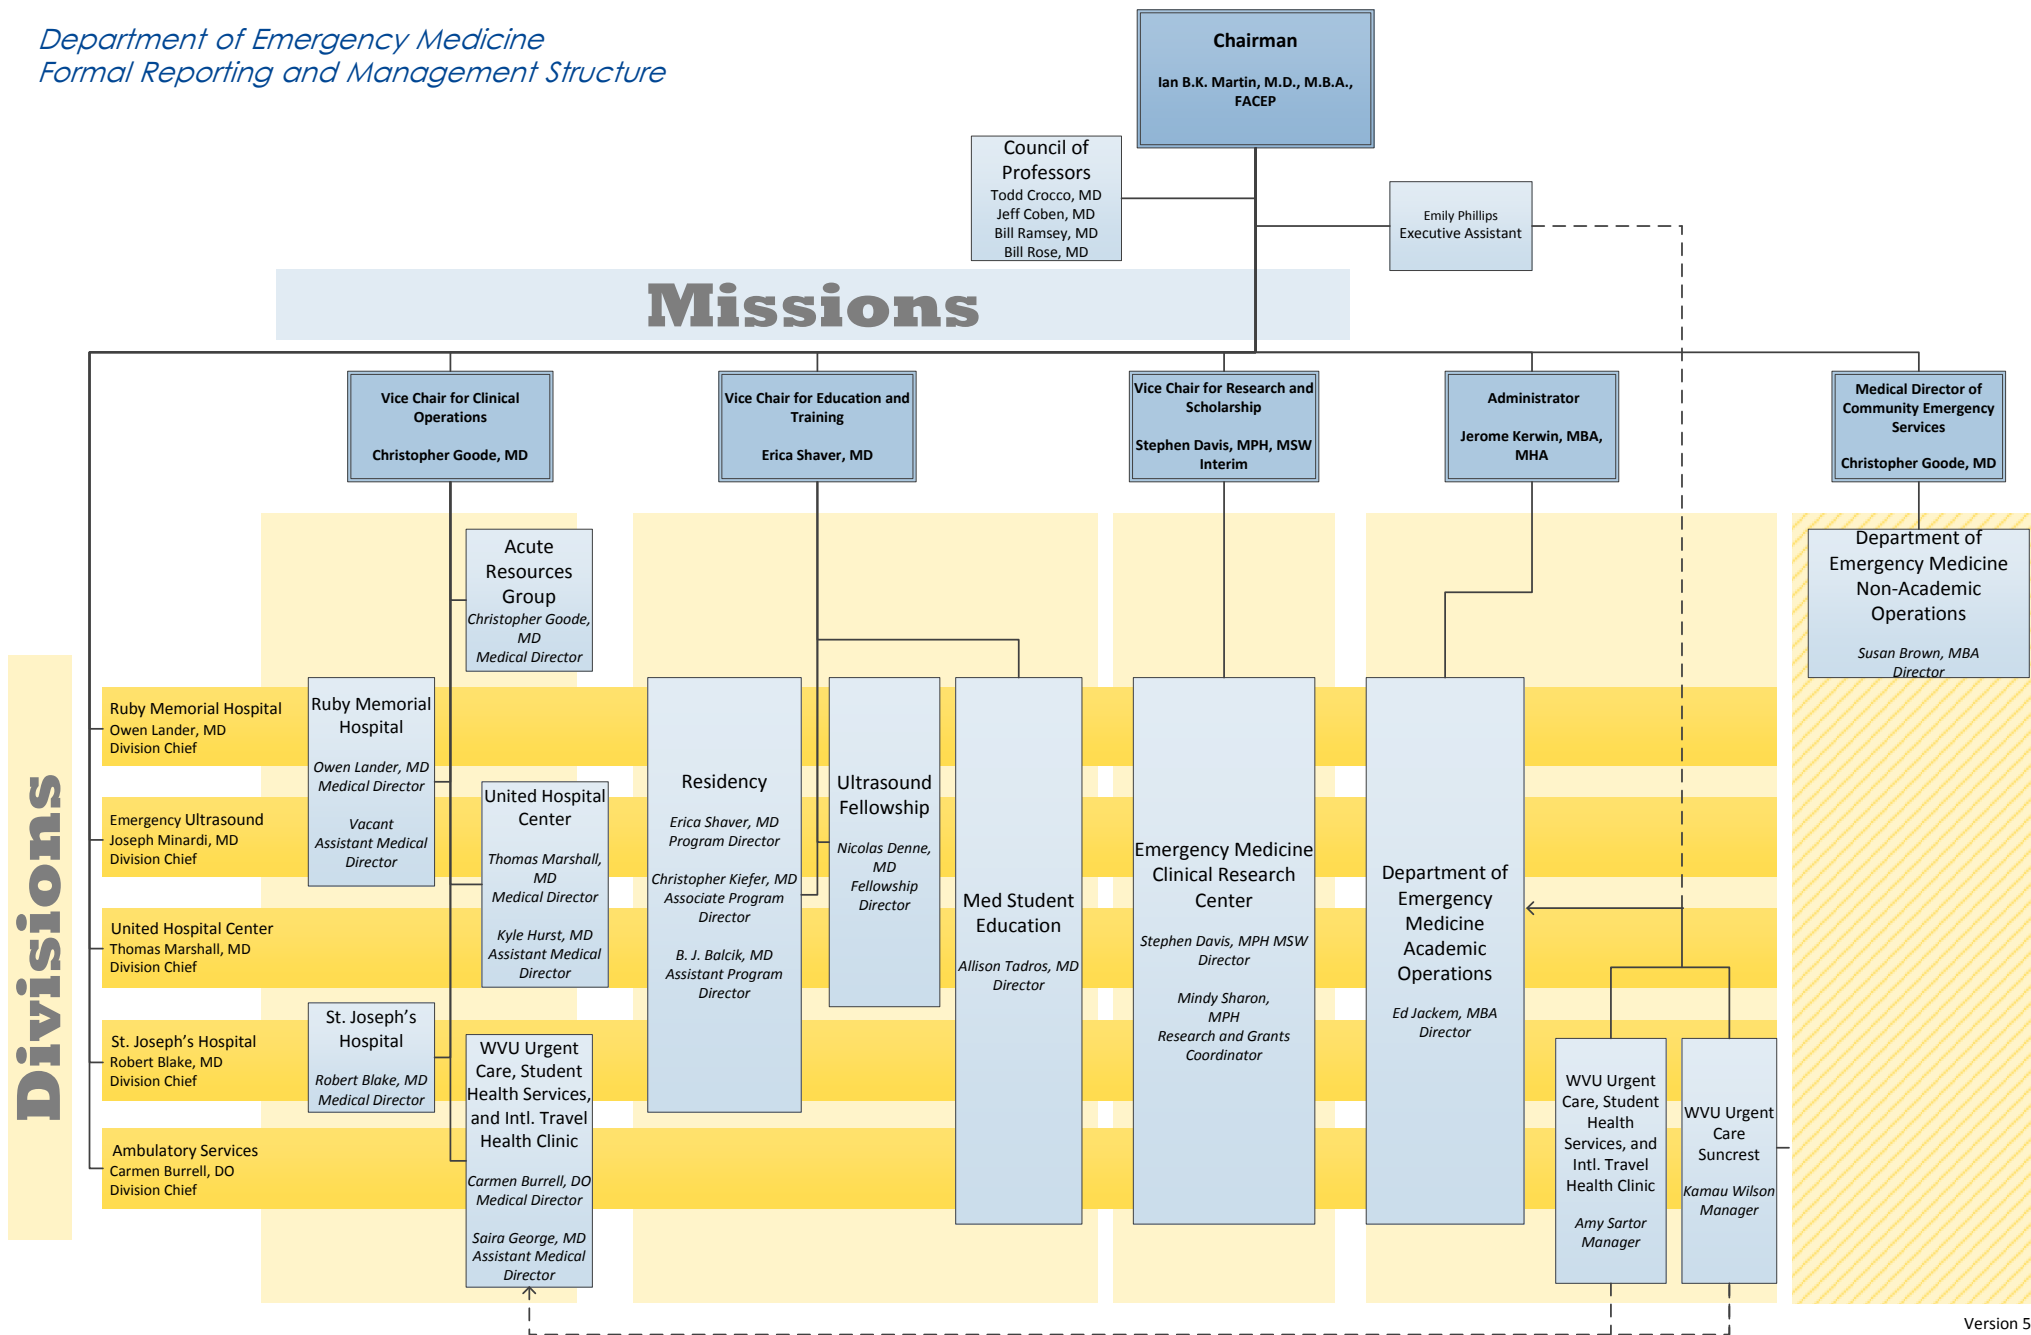 Department of Emergency Medicine
Formal Reporting and Management Structure
Chairman
Ian B.K. Martin, M.D., M.B.A.,
FACEP
Council of
Professors
Todd Crocco, MD
Jeff Coben, MD
Bill Ramsey, MD
Bill Rose, MD
Emily Phillips
Executive Assistant
Missions
Vice Chair for Clinical
Operations
Christopher Goode, MD
Vice Chair for Education and
Training
Erica Shaver, MD
Vice Chair for Research and
Scholarship
Stephen Davis, MPH, MSW
Interim
Administrator
Jerome Kerwin, MBA,
MHA
Medical Director of
Community Emergency
Services
Christopher Goode, MD
Acute
Resources
Group
Christopher Goode,
MD
Medical Director
Department of
Emergency Medicine
Non-Academic
Operations
Susan Brown, MBA
Director
Divisions
Ruby Memorial Hospital
Owen Lander, MD
Division Chief
Emergency Ultrasound
Joseph Minardi, MD
Division Chief
United Hospital Center
Thomas Marshall, MD
Division Chief
St. Joseph's Hospital
Robert Blake, MD
Division Chief
Ambulatory Services
Carmen Burrell, DO
Division Chief
Ruby Memorial
Hospital
Owen Lander, MD
Medical Director
Vacant
Assistant Medical
Director
United Hospital
Center
Thomas Marshall,
MD
Medical Director
Kyle Hurst, MD
Assistant Medical
Director
St. Joseph's
Hospital
Robert Blake, MD
Medical Director
WVU Urgent
Care, Student
Health Services,
and Intl. Travel
Health Clinic
Carmen Burrell, DO
Medical Director
Saira George, MD
Assistant Medical
Director
Residency
Erica Shaver, MD
Program Director
Christopher Kiefer, MD
Associate Program
Director
B. J. Balcik, MD
Assistant Program
Director
Ultrasound
Fellowship
Nicolas Denne,
MD
Fellowship
Director
Med Student
Education
Allison Tadros, MD
Director
Emergency Medicine
Clinical Research
Center
Stephen Davis, MPH MSW
Director
Mindy Sharon,
MPH
Research and Grants
Coordinator
Department of
Emergency
Medicine
Academic
Operations
Ed Jackem, MBA
Director
WVU Urgent
Care, Student
Health
Services, and
Intl. Travel
Health Clinic
Amy Sartor
Manager
WVU Urgent
Care
Suncrest
Kamau Wilson
Manager
Version 5